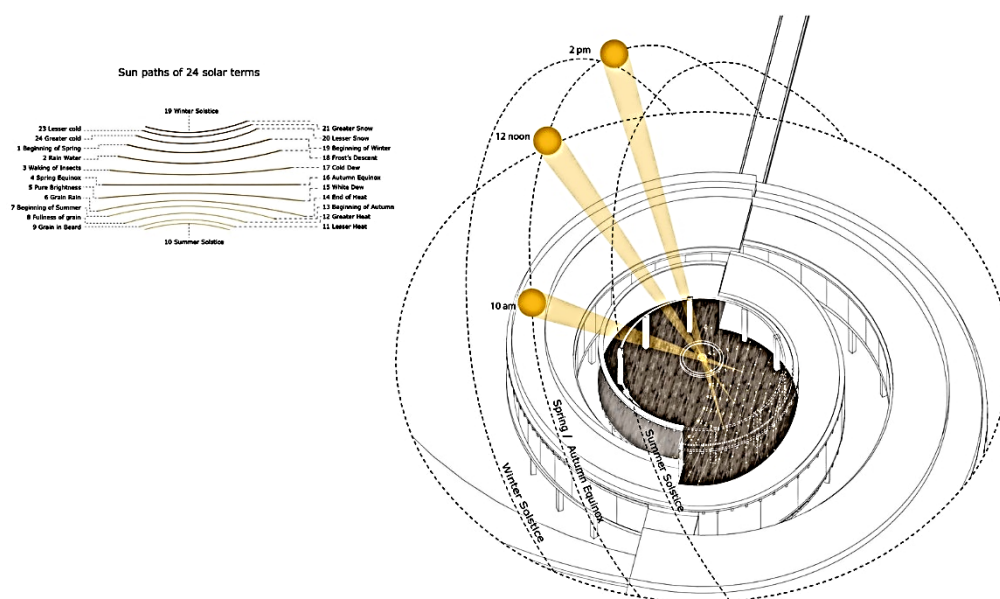 Sun paths of 24 solar terms
19 Winter Solstice
23 Lesser cold
24 Greater cold
1 Beginning of Spring
2 Rain Water
3 Waking of Insects
4 Spring Equinox
5 Pure Brightness
6 Grain Rain
7 Beginning of Summer
8 Fullness of grain
9 Grain in Beard
21 Greater Snow
20 Lesser Snow
19 Beginning of Winter
18 Frost's Descent
17 Cold Dew
16 Autumn Equinox
15 White Dew
14 End of Heat
13 Beginning of Autumn
12 Greater Heat
11 Lesser Heat
10 Summer Solstice
2 pm
12 noon
10 am
Winter Solstice
Spring / Autumn Equinox
Summer Solstice